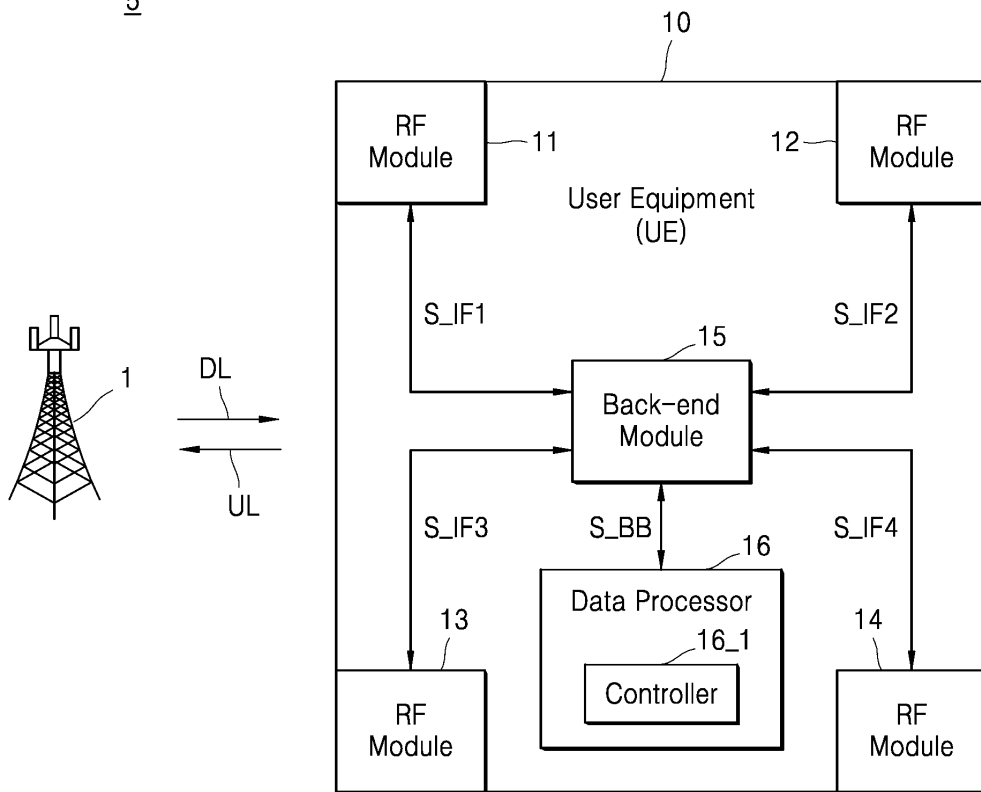 5
10
RF
Module
11
12
RF
Module
User Equipment
(UE)
S_IF1
S_IF2
15
1
DL
UL
Back-end
Module
S_IF3
S_BB
S_IF4
16
Data Processor
13
16_1
14
Controller
RF
Module
RF
Module